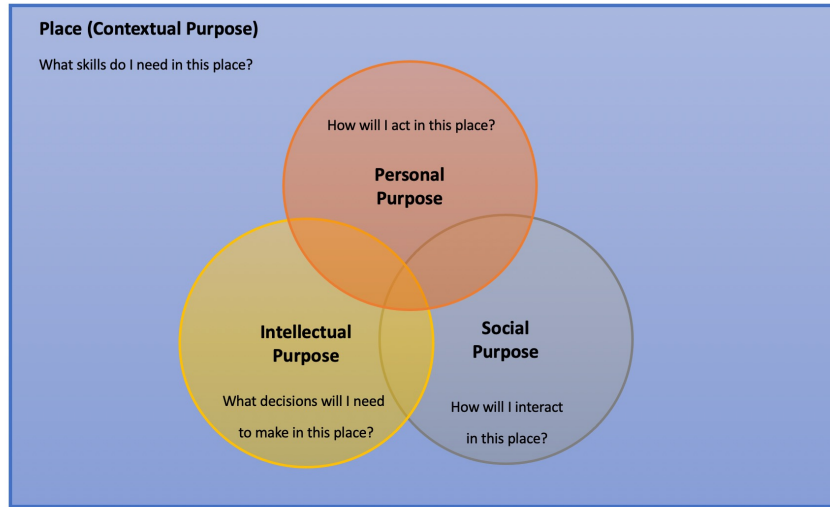 Place (Contextual Purpose)
What skills do I need in this place?
How will I act in this place?
Personal
Purpose
Intellectual
Purpose
What decisions will I need
to make in this place?
Social
Purpose
How will I interact
in this place?